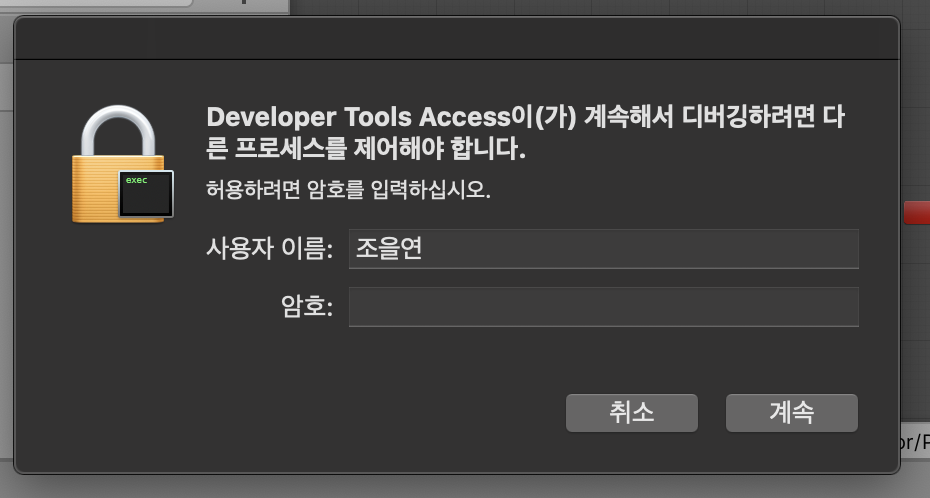 Developer Tools Access이(가) 계속해서 디버깅하려면 다
른 프로세스를 제어해야 합니다.
exec
허용하려면 암호를 입력하십시오.
사용자 이름: 조을연
암호:
취소 계속
or/P